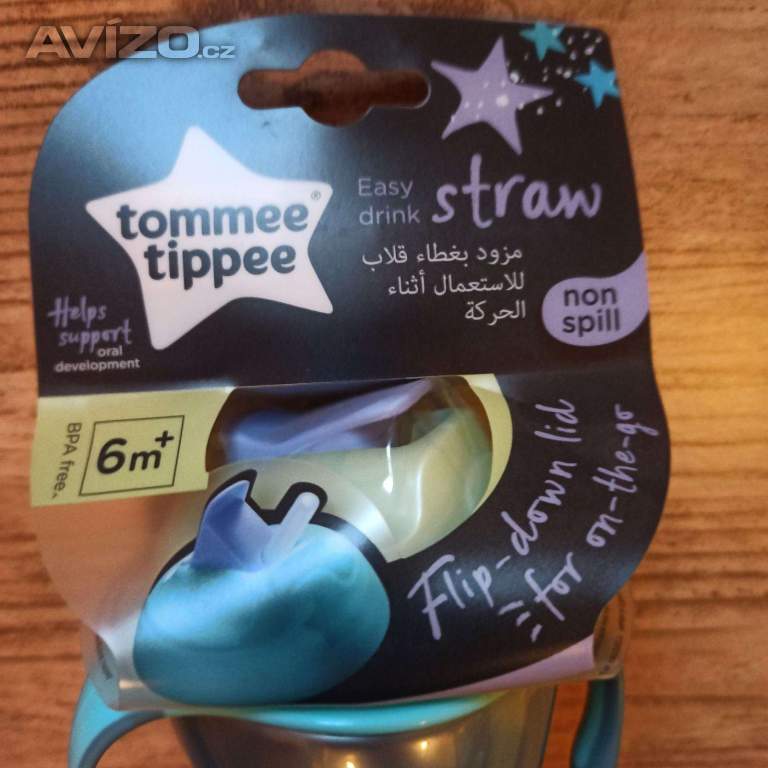 AVÍZO.cz
tommee
tippee®
Easy
drink
straw
مزود بغطاء قلاب
للاستعمال أثناء
الحركة
non
spill
Helps
support
oral
development
BPA free.
6m+
Flip-down lid
for on-the-go